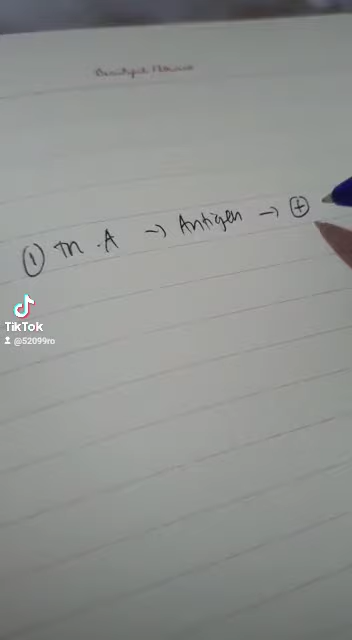 ① m.A → Antigen → ⊕
TikTok
@52099ro